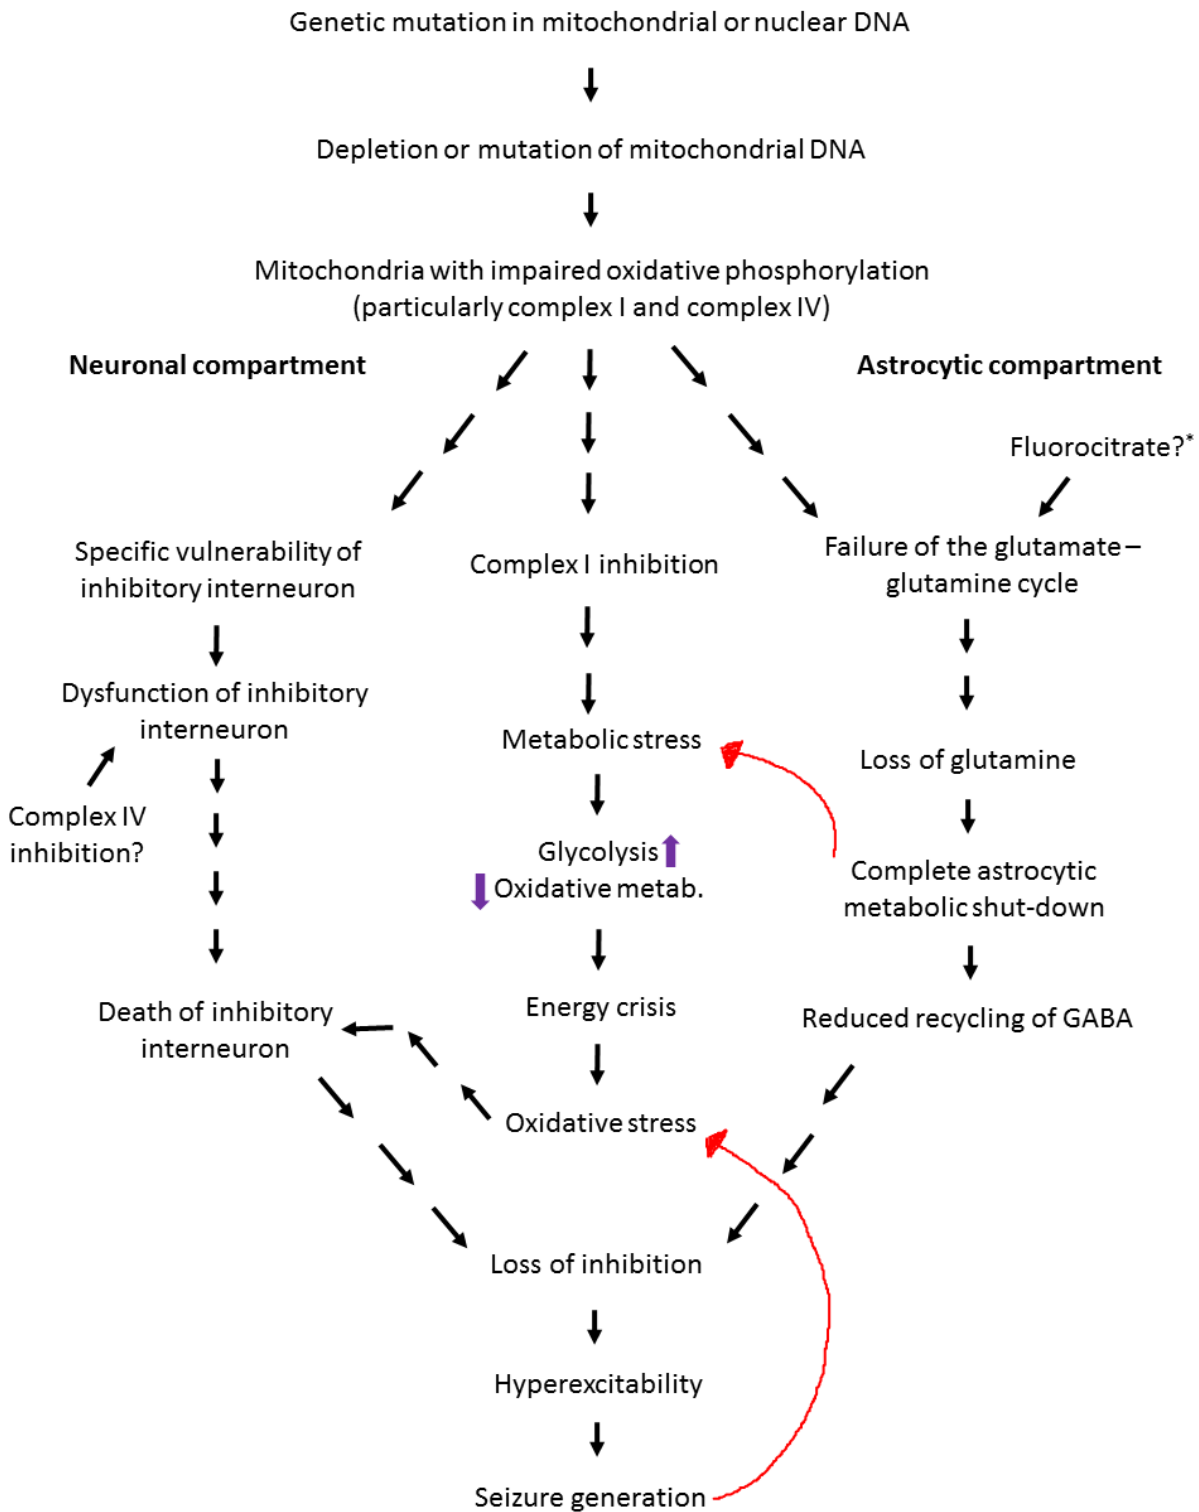 Genetic mutation in mitochondrial or nuclear DNA
Depletion or mutation of mitochondrial DNA
Mitochondria with impaired oxidative phosphorylation
(particularly complex I and complex IV)
Neuronal compartment
Astrocytic compartment
Fluorocitrate?*
Specific vulnerability of
inhibitory interneuron
Complex I inhibition
Failure of the glutamate –
glutamine cycle
Dysfunction of inhibitory
interneuron
Metabolic stress
Loss of glutamine
Complex IV
inhibition?
Glycolysis
Oxidative metab.
Complete astrocytic
metabolic shut-down
Death of inhibitory
interneuron
Energy crisis
Reduced recycling of GABA
Oxidative stress
Loss of inhibition
Hyperexcitability
Seizure generation